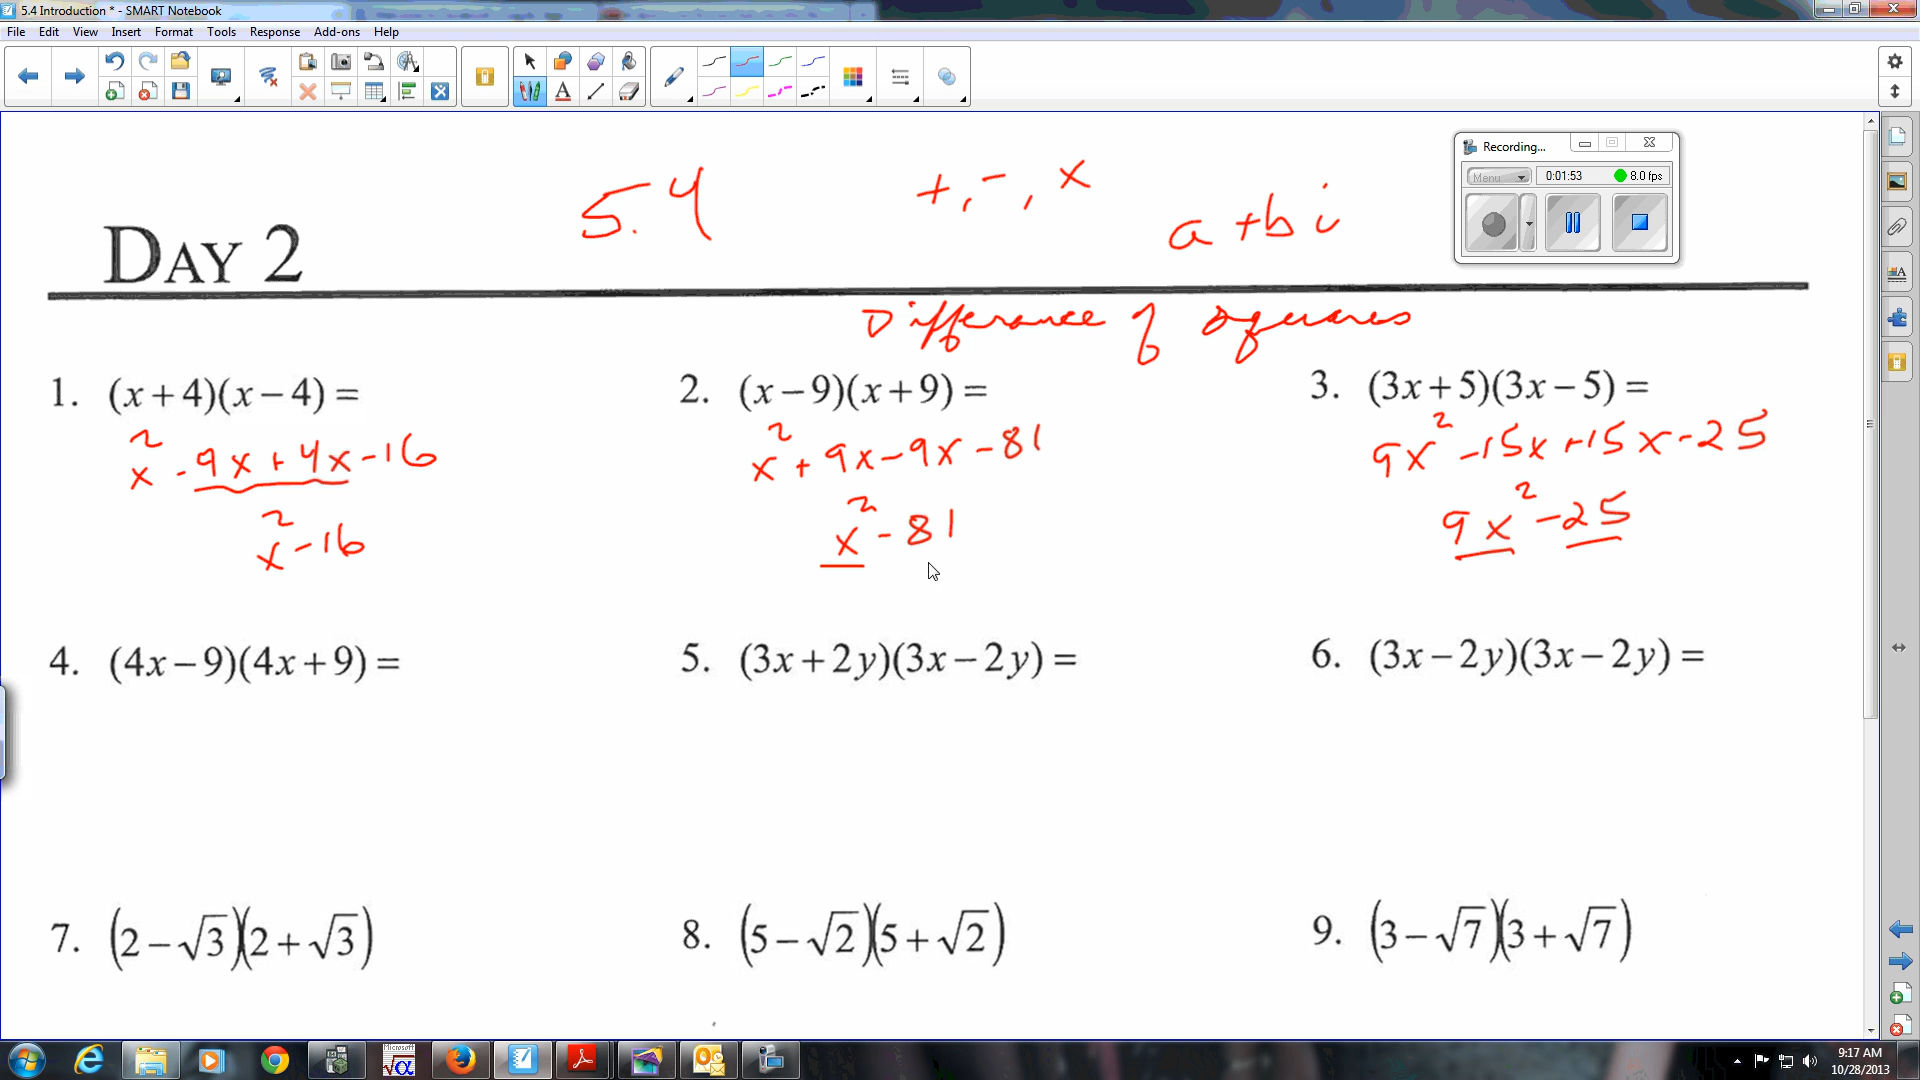 5.4 Introduction * - SMART Notebook
File Edit View Insert Format Tools Response Add-ons Help
Recording...
Menu 0:01:53 8.0 fps
5.4 +, -, x
a + b i
DAY 2
Difference of squares
1. (x + 4)(x − 4) = 2. (x − 9)(x + 9) = 3. (3x + 5)(3x − 5) =
x² - 9x + 4x - 16 x² + 9x - 9x - 81 9x² - 15x + 15x - 25
x² - 16 x² - 81 9x² - 25
4. (4x − 9)(4x + 9) = 5. (3x + 2y)(3x − 2y) = 6. (3x − 2y)(3x − 2y) =
7. (2 − √3)(2 + √3) 8. (5 − √2)(5 + √2) 9. (3 − √7)(3 + √7)
Microsoft
√α
9:17 AM
10/28/2013